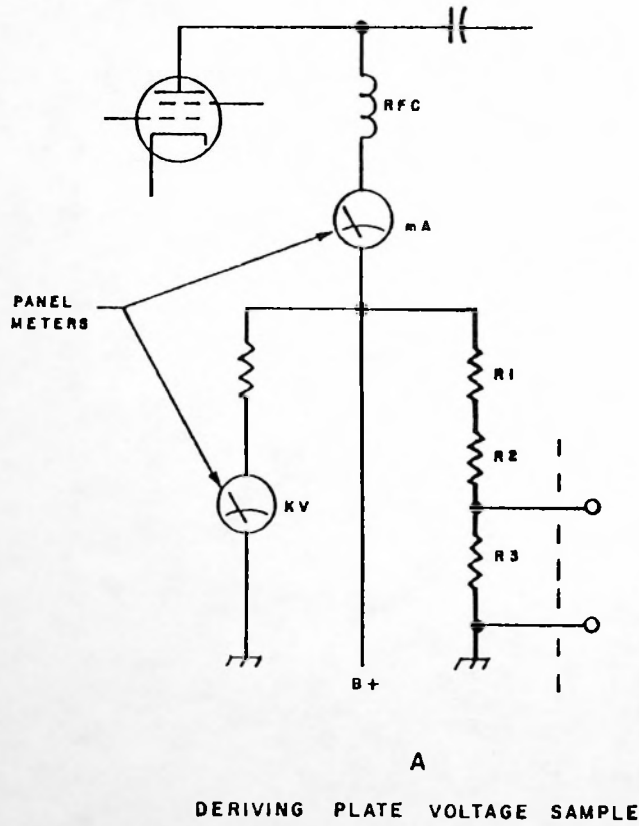 RFC
mA
PANEL
METERS
R1
R2
KV
R3
B+
A
DERIVING PLATE VOLTAGE SAMPLE